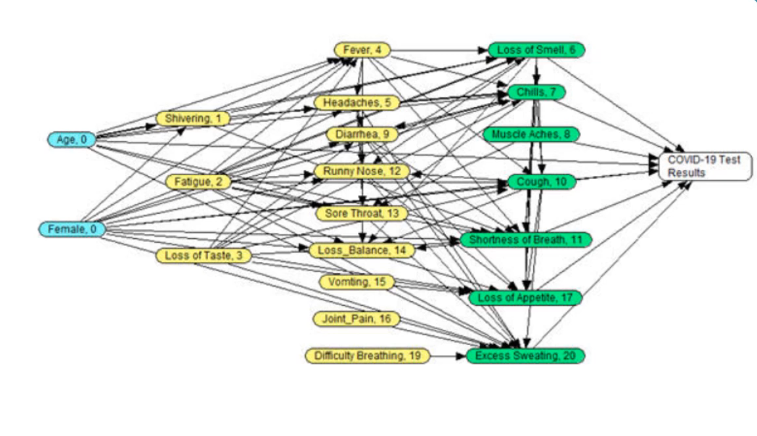 Fever, 4
Loss of Smell, 6
Chills, 7
Headaches, 5
Shivering, 1
Diarrhea, 9
Muscle Aches, 8
Age, 0
COVID-19 Test
Results
Runny Nose, 12
Fatigue, 2
Cough, 10
Sore Throat, 13
Female, 0
Shortness of Breath, 11
Loss_Balance, 14
Loss of Taste, 3
Vomting, 15
Loss of Appetite, 17
Joint_Pain, 16
Difficulty Breathing, 19
Excess Sweating, 20